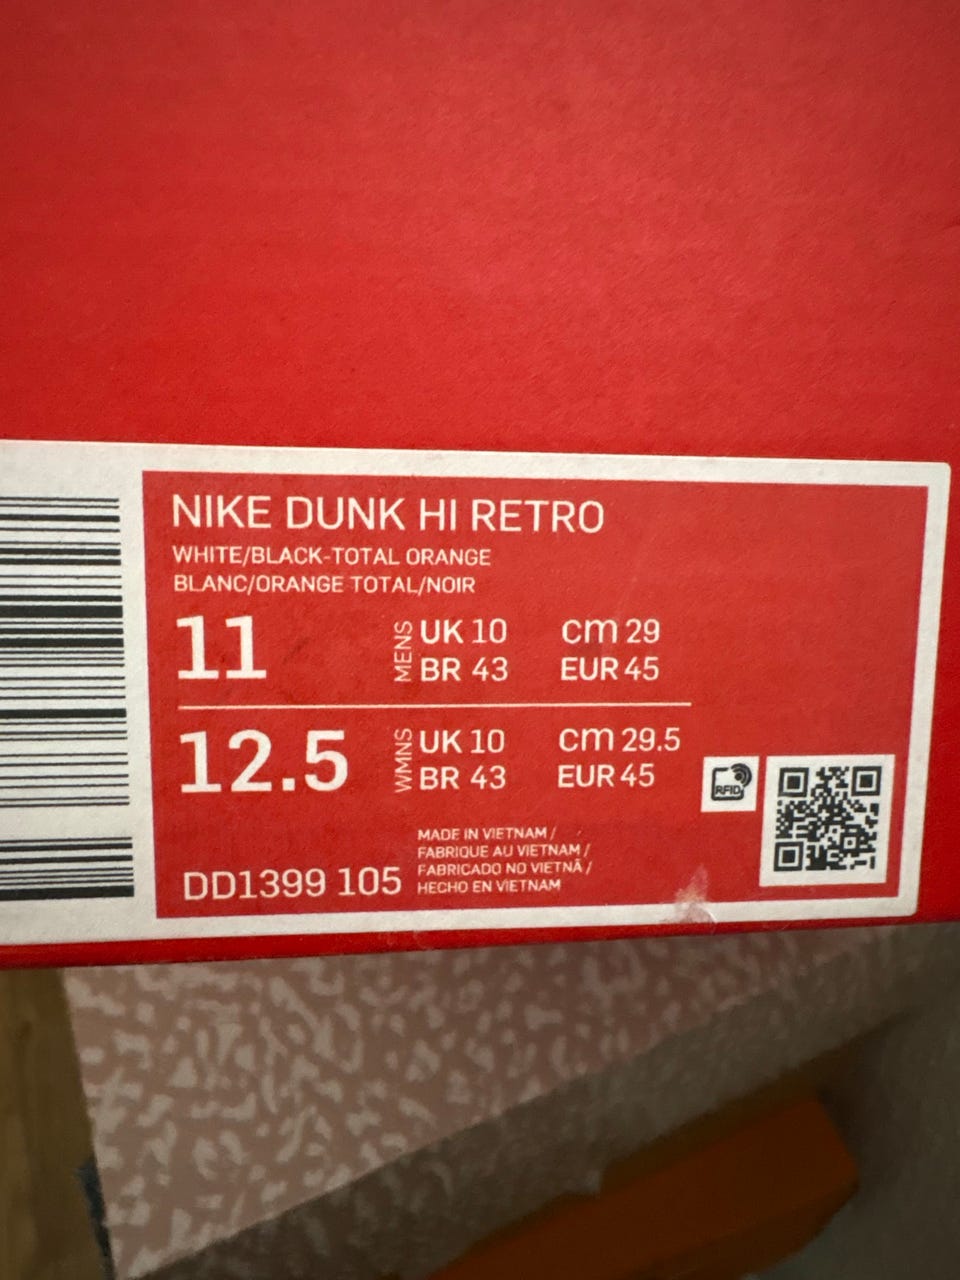 NIKE DUNK HI RETRO
WHITE/BLACK-TOTAL ORANGE
BLANC/ORANGE TOTAL/NOIR
11 MENS UK 10 cm 29
BR 43 EUR 45
12.5 WMNS UK 10 cm 29.5
BR 43 EUR 45
RFID
MADE IN VIETNAM /
FABRIQUE AU VIETNAM /
FABRICADO NO VIETNÃ /
HECHO EN VIETNAM
DD1399 105